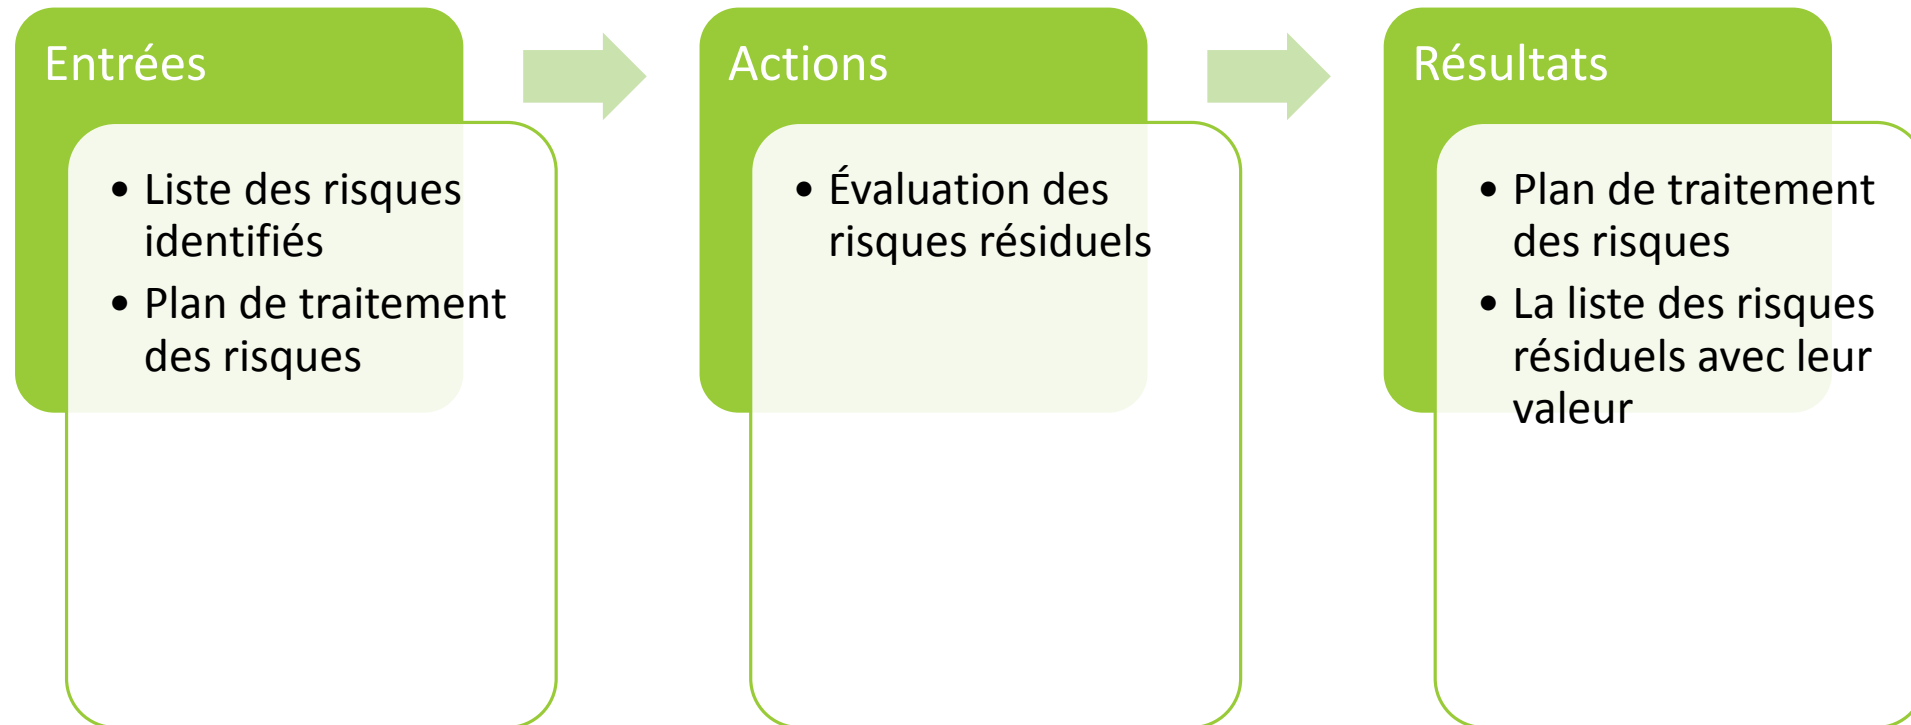 Entrées
• Liste des risques
identifiés
• Plan de traitement
des risques
Actions
• Évaluation des
risques résiduels
Résultats
• Plan de traitement
des risques
• La liste des risques
résiduels avec leur
valeur